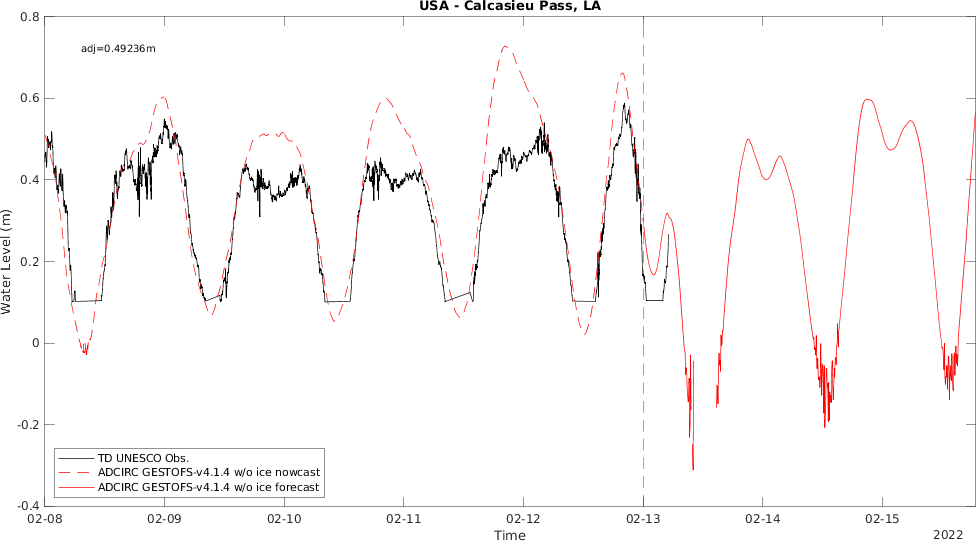 USA - Calcasieu Pass, LA
adj=0.49236m
0.8
0.6
0.4
0.2
0
-0.2
-0.4
Water Level (m)
TD UNESCO Obs.
ADCIRC GESTOFS-v4.1.4 w/o ice nowcast
ADCIRC GESTOFS-v4.1.4 w/o ice forecast
02-08 02-09 02-10 02-11 02-12 02-13 02-14 02-15
Time
2022